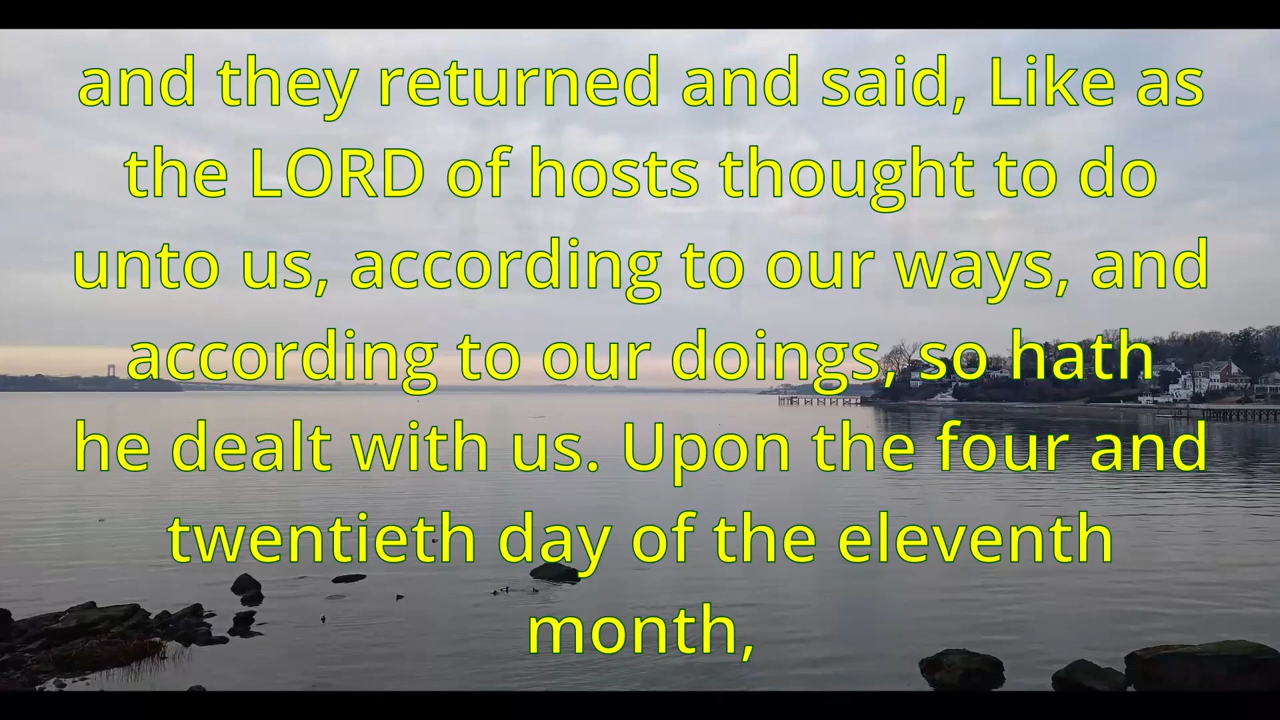 and they returned and said, Like as
the LORD of hosts thought to do
unto us, according to our ways, and
according to our doings, so hath
he dealt with us. Upon the four and
twentieth day of the eleventh
month,